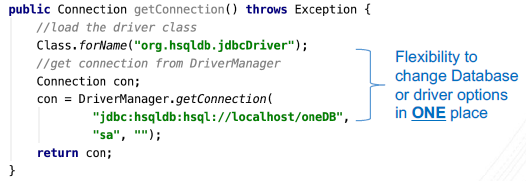 public Connection getConnection() throws Exception {
//load the driver class
Class.forName("org.hsqldb.jdbcDriver");
//get connection from DriverManager
Connection con;
con = DriverManager.getConnection(
"jdbc:hsqldb:hsql://localhost/oneDB",
"sa", "");
return con;
}
Flexibility to
change Database
or driver options
in ONE place